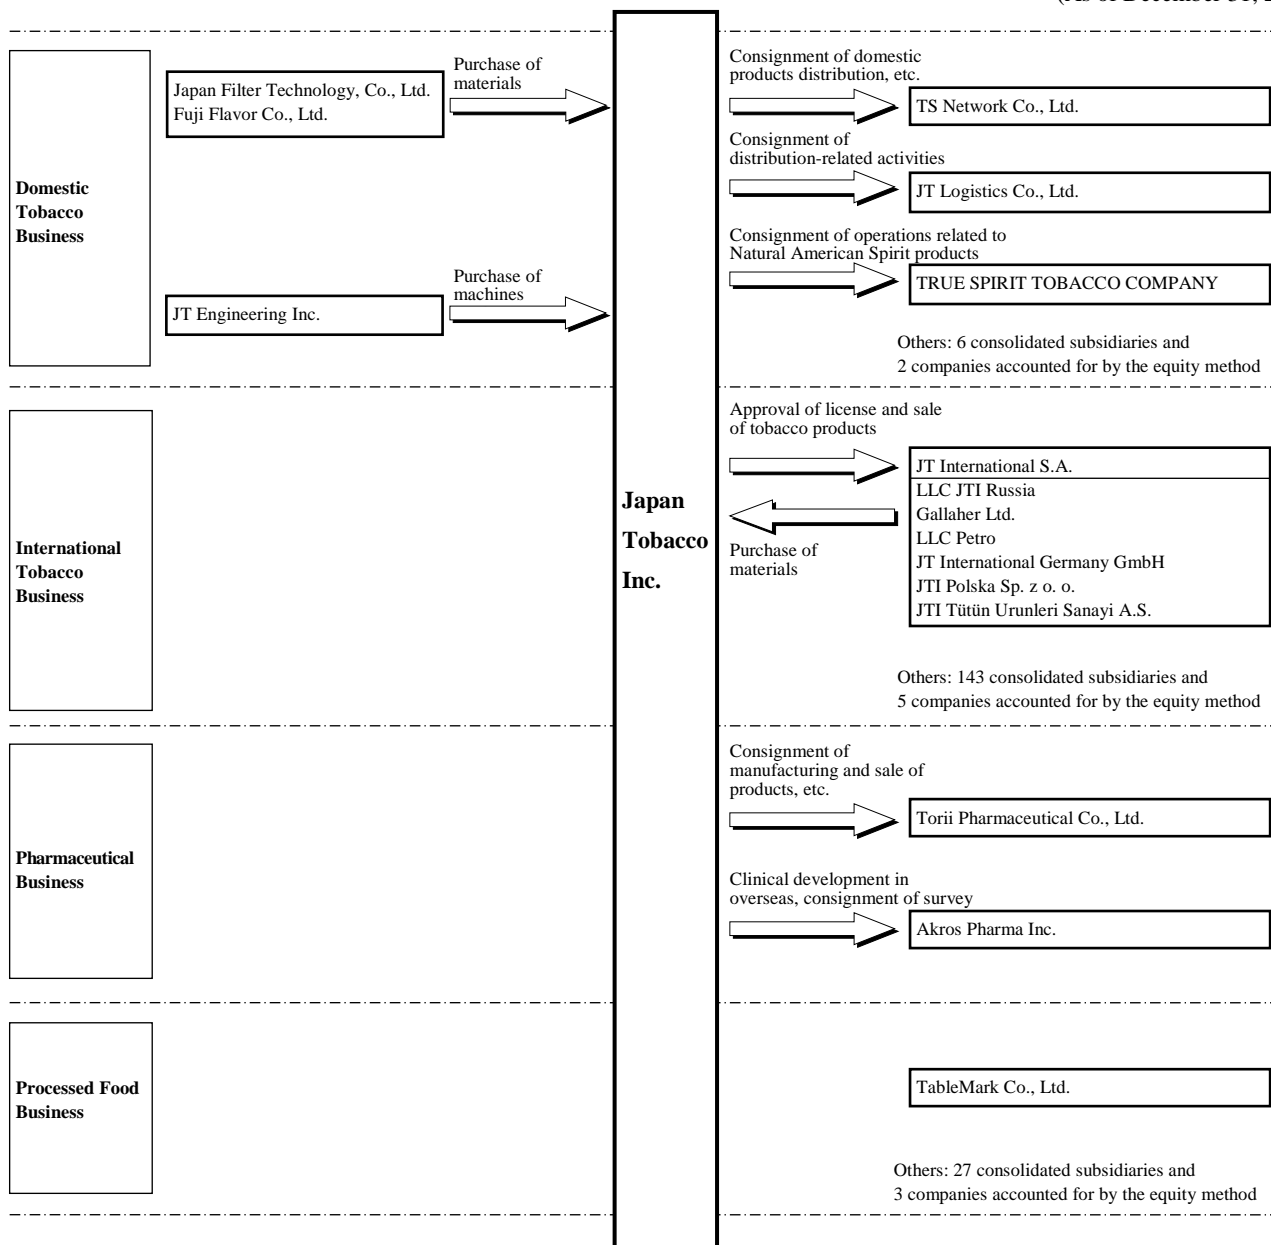 (As of December 31, 2
Domestic
Tobacco
Business
Japan Filter Technology, Co., Ltd.
Fuji Flavor Co., Ltd.
Purchase of
materials
JT Engineering Inc.
Purchase of
machines
Consignment of domestic
products distribution, etc.
TS Network Co., Ltd.
Consignment of
distribution-related activities
JT Logistics Co., Ltd.
Consignment of operations related to
Natural American Spirit products
TRUE SPIRIT TOBACCO COMPANY
Others: 6 consolidated subsidiaries and
2 companies accounted for by the equity method
Japan
Tobacco
Inc.
International
Tobacco
Business
Approval of license and sale
of tobacco products
JT International S.A.
LLC JTI Russia
Gallaher Ltd.
LLC Petro
JT International Germany GmbH
JTI Polska Sp. z o. o.
JTI Tütün Urunleri Sanayi A.S.
Purchase of
materials
Others: 143 consolidated subsidiaries and
5 companies accounted for by the equity method
Pharmaceutical
Business
Consignment of
manufacturing and sale of
products, etc.
Torii Pharmaceutical Co., Ltd.
Clinical development in
overseas, consignment of survey
Akros Pharma Inc.
Processed Food
Business
TableMark Co., Ltd.
Others: 27 consolidated subsidiaries and
3 companies accounted for by the equity method